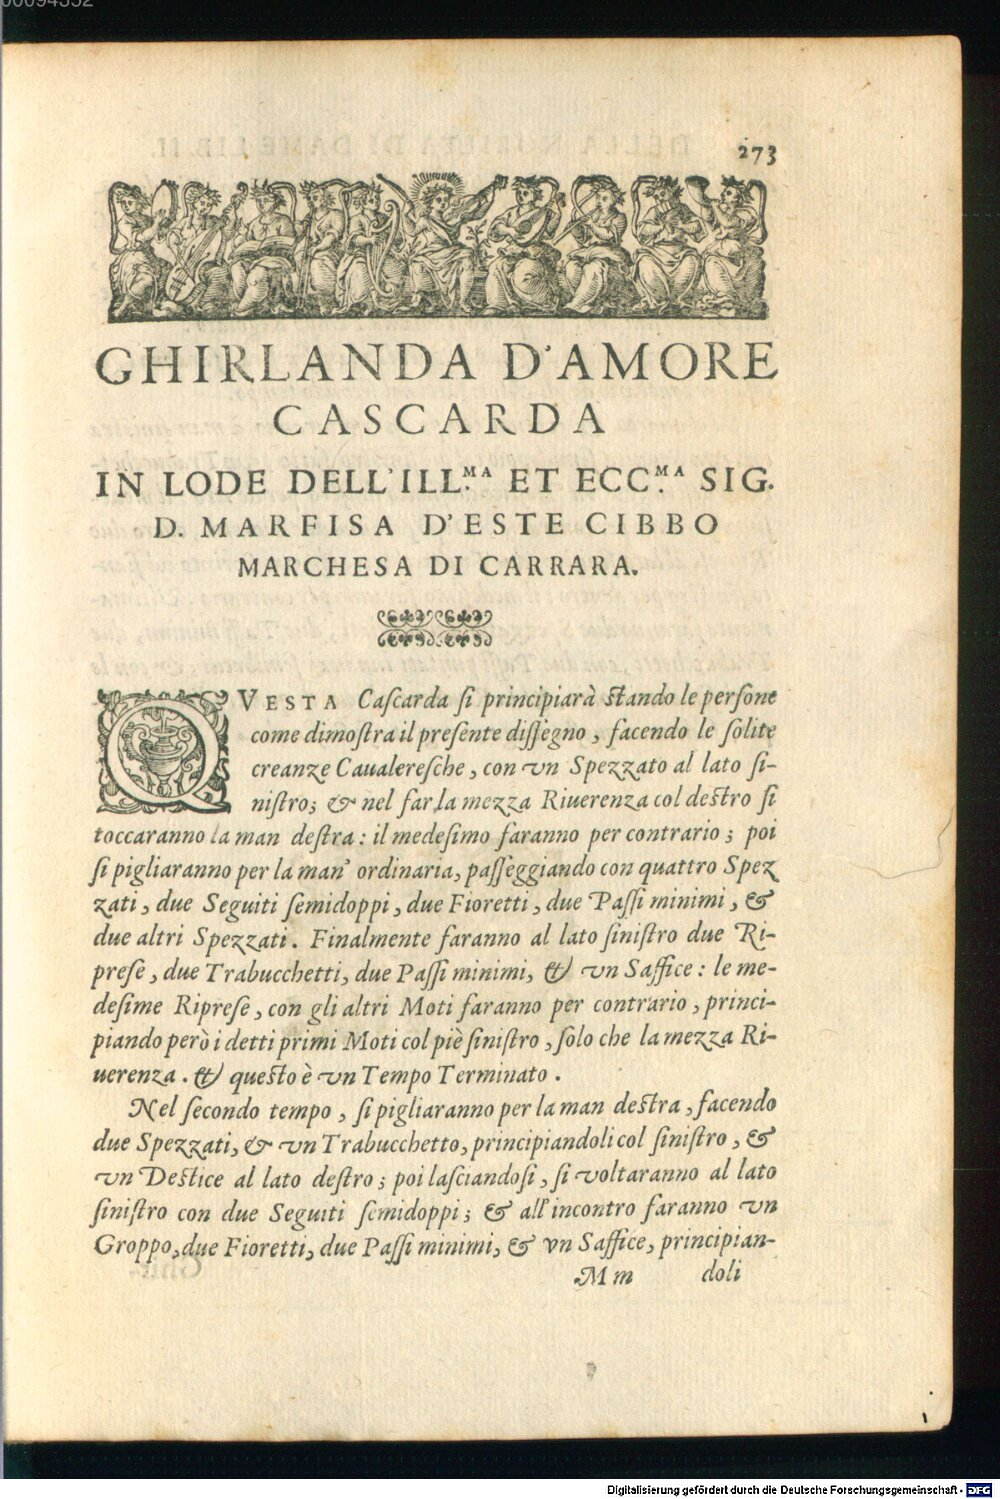 273
GHIRLANDA D'AMORE
CASCARDA
IN LODE DELL'ILL.MA ET ECC.MA SIG.
D. MARFISA D'ESTE CIBBO
MARCHESA DI CARRARA.
QVESTA Caſcarda ſi principiarà ſtando le perſone
come dimoſtra il preſente diſſegno, facendo le ſolite
creanze Caualereſche, con vn Spezzato al lato ſi-
niſtro; & nel far la mezza Riuerenza col deſtro ſi
toccaranno la man deſtra: il medeſimo faranno per contrario; poi
ſi pigliaranno per la man' ordinaria, paſſeggiando con quattro Spez
zati, due Seguiti ſemidoppi, due Fioretti, due Paſſi minimi, &
due altri Spezzati. Finalmente faranno al lato ſiniſtro due Ri-
preſe, due Trabucchetti, due Paſſi minimi, & vn Saffice: le me-
deſime Ripreſe, con gli altri Moti faranno per contrario, princi-
piando però i detti primi Moti col piè ſiniſtro, ſolo che la mezza Ri-
uerenza. & queſto è vn Tempo Terminato.
Nel ſecondo tempo, ſi pigliaranno per la man deſtra, facendo
due Spezzati, & vn Trabucchetto, principiandoli col ſiniſtro, &
vn Deſtice al lato deſtro; poi laſciandoſi, ſi voltaranno al lato
ſiniſtro con due Seguiti ſemidoppi; & all'incontro faranno vn
Groppo, due Fioretti, due Paſſi minimi, & vn Saffice, principian-
Mm doli
Digitalisierung gefördert durch die Deutsche Forschungsgemeinschaft - DFG